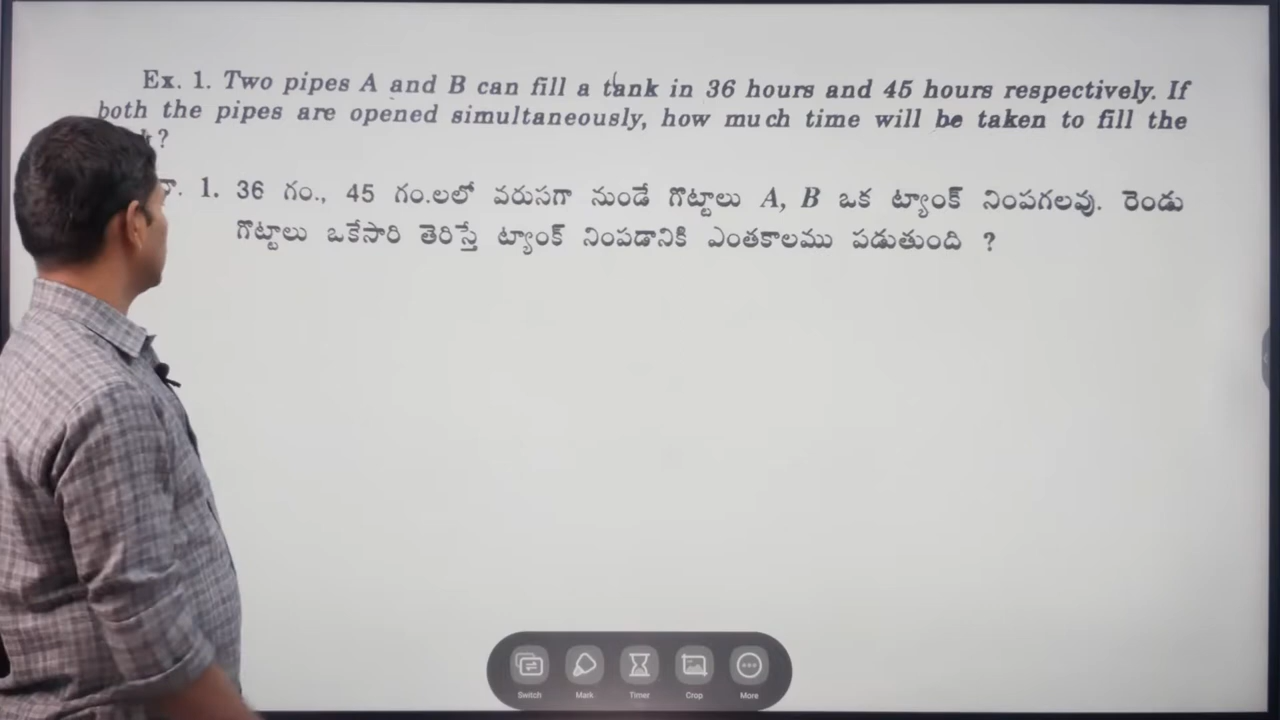 Ex. 1. Two pipes A and B can fill a tank in 36 hours and 45 hours respectively. If
both the pipes are opened simultaneously, how much time will be taken to fill the
?
1. 36 గం., 45 గం.లలో వరుసగా నుండే గొట్టాలు A, B ఒక ట్యాంక్ నింపగలవు. రెండు
గొట్టాలు ఒకేసారి తెరిస్తే ట్యాంక్ నింపడానికి ఎంతకాలము పడుతుంది ?
Switch Mark Timer Crop More